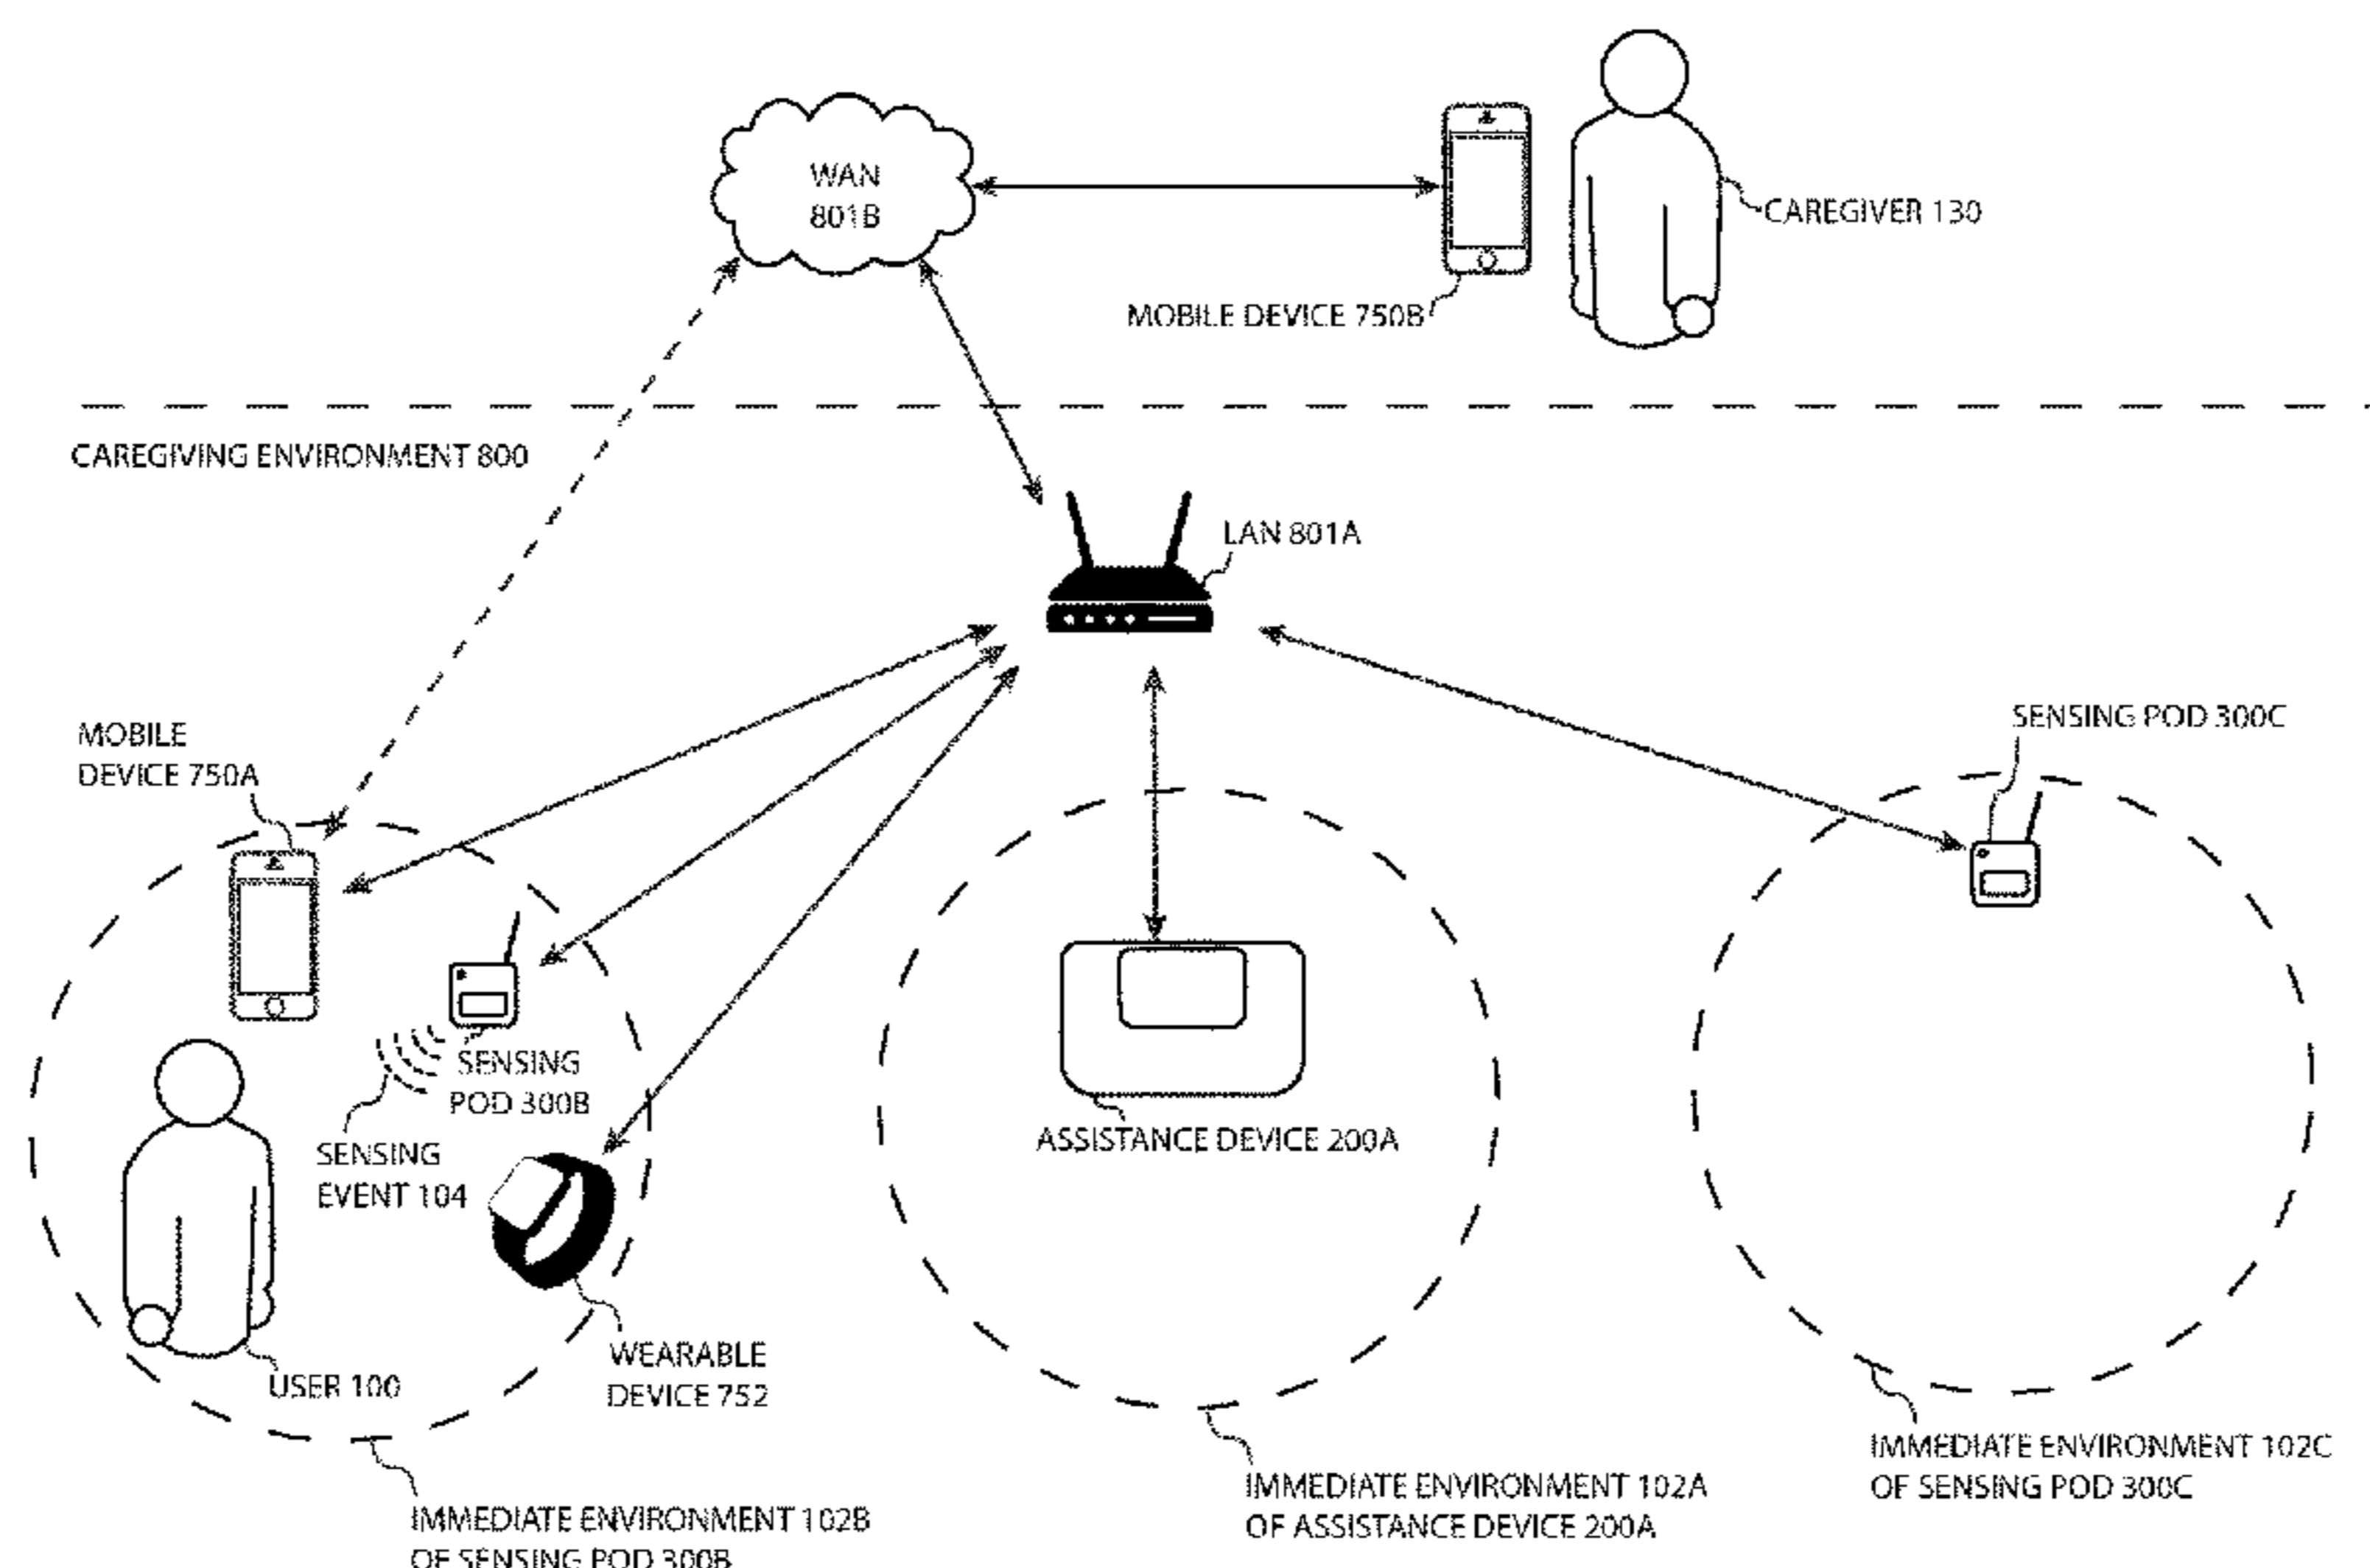 WAN
801B
CAREGIVER 130
MOBILE DEVICE 750B
CAREGIVING ENVIRONMENT 800
LAN 801A
SENSING POD 300C
MOBILE
DEVICE 750A
SENSING
POD 300B
SENSING
EVENT 104
ASSISTANCE DEVICE 200A
WEARABLE
DEVICE 752
USER 100
IMMEDIATE ENVIRONMENT 102C
OF SENSING POD 300C
IMMEDIATE ENVIRONMENT 102A
OF ASSISTANCE DEVICE 200A
IMMEDIATE ENVIRONMENT 102B
OF SENSING POD 300B